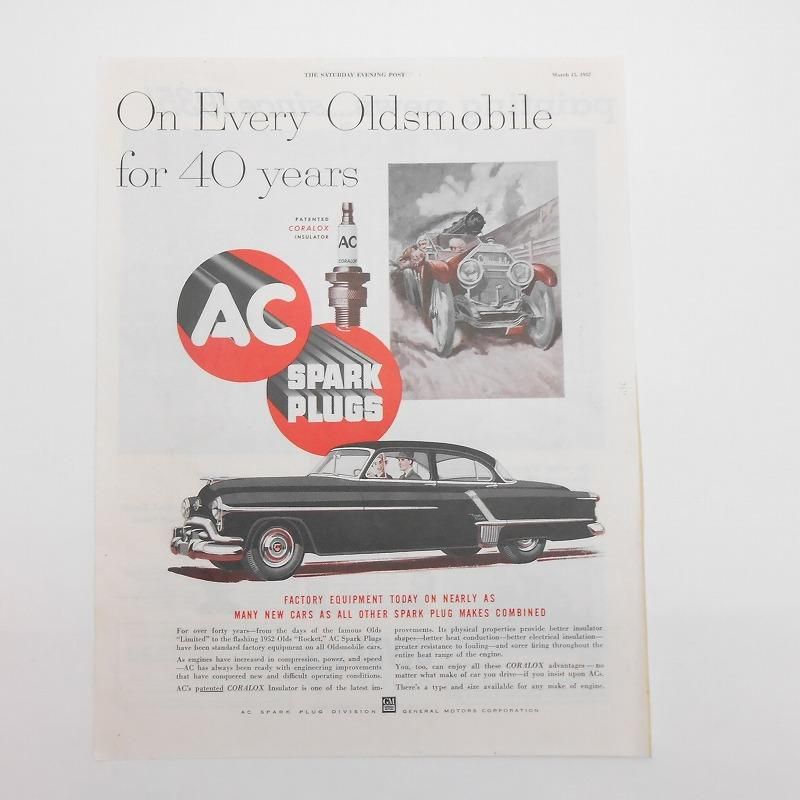 THE SATURDAY EVENING POST
March 15, 1952
On Every Oldsmobile
for 40 years
PATENTED
CORALOX
INSULATOR
AC
CORALOX
AC
SPARK
PLUGS
FACTORY EQUIPMENT TODAY ON NEARLY AS
MANY NEW CARS AS ALL OTHER SPARK PLUG MAKES COMBINED
For over forty years—from the days of the famous Olds
"Limited" to the flashing 1952 Olds "Rocket," AC Spark Plugs
have been standard factory equipment on all Oldsmobile cars.
As engines have increased in compression, power, and speed
—AC has always been ready with engineering improvements
that have conquered new and difficult operating conditions.
AC's patented CORALOX Insulator is one of the latest im-
provements. Its physical properties provide better insulator
shapes—better heat conduction—better electrical insulation—
greater resistance to fouling—and surer firing throughout the
entire heat range of the engine.
You, too, can enjoy all these CORALOX advantages—no
matter what make of car you drive—if you insist upon ACs.
There's a type and size available for any make of engine.
AC SPARK PLUG DIVISION GM GENERAL MOTORS CORPORATION